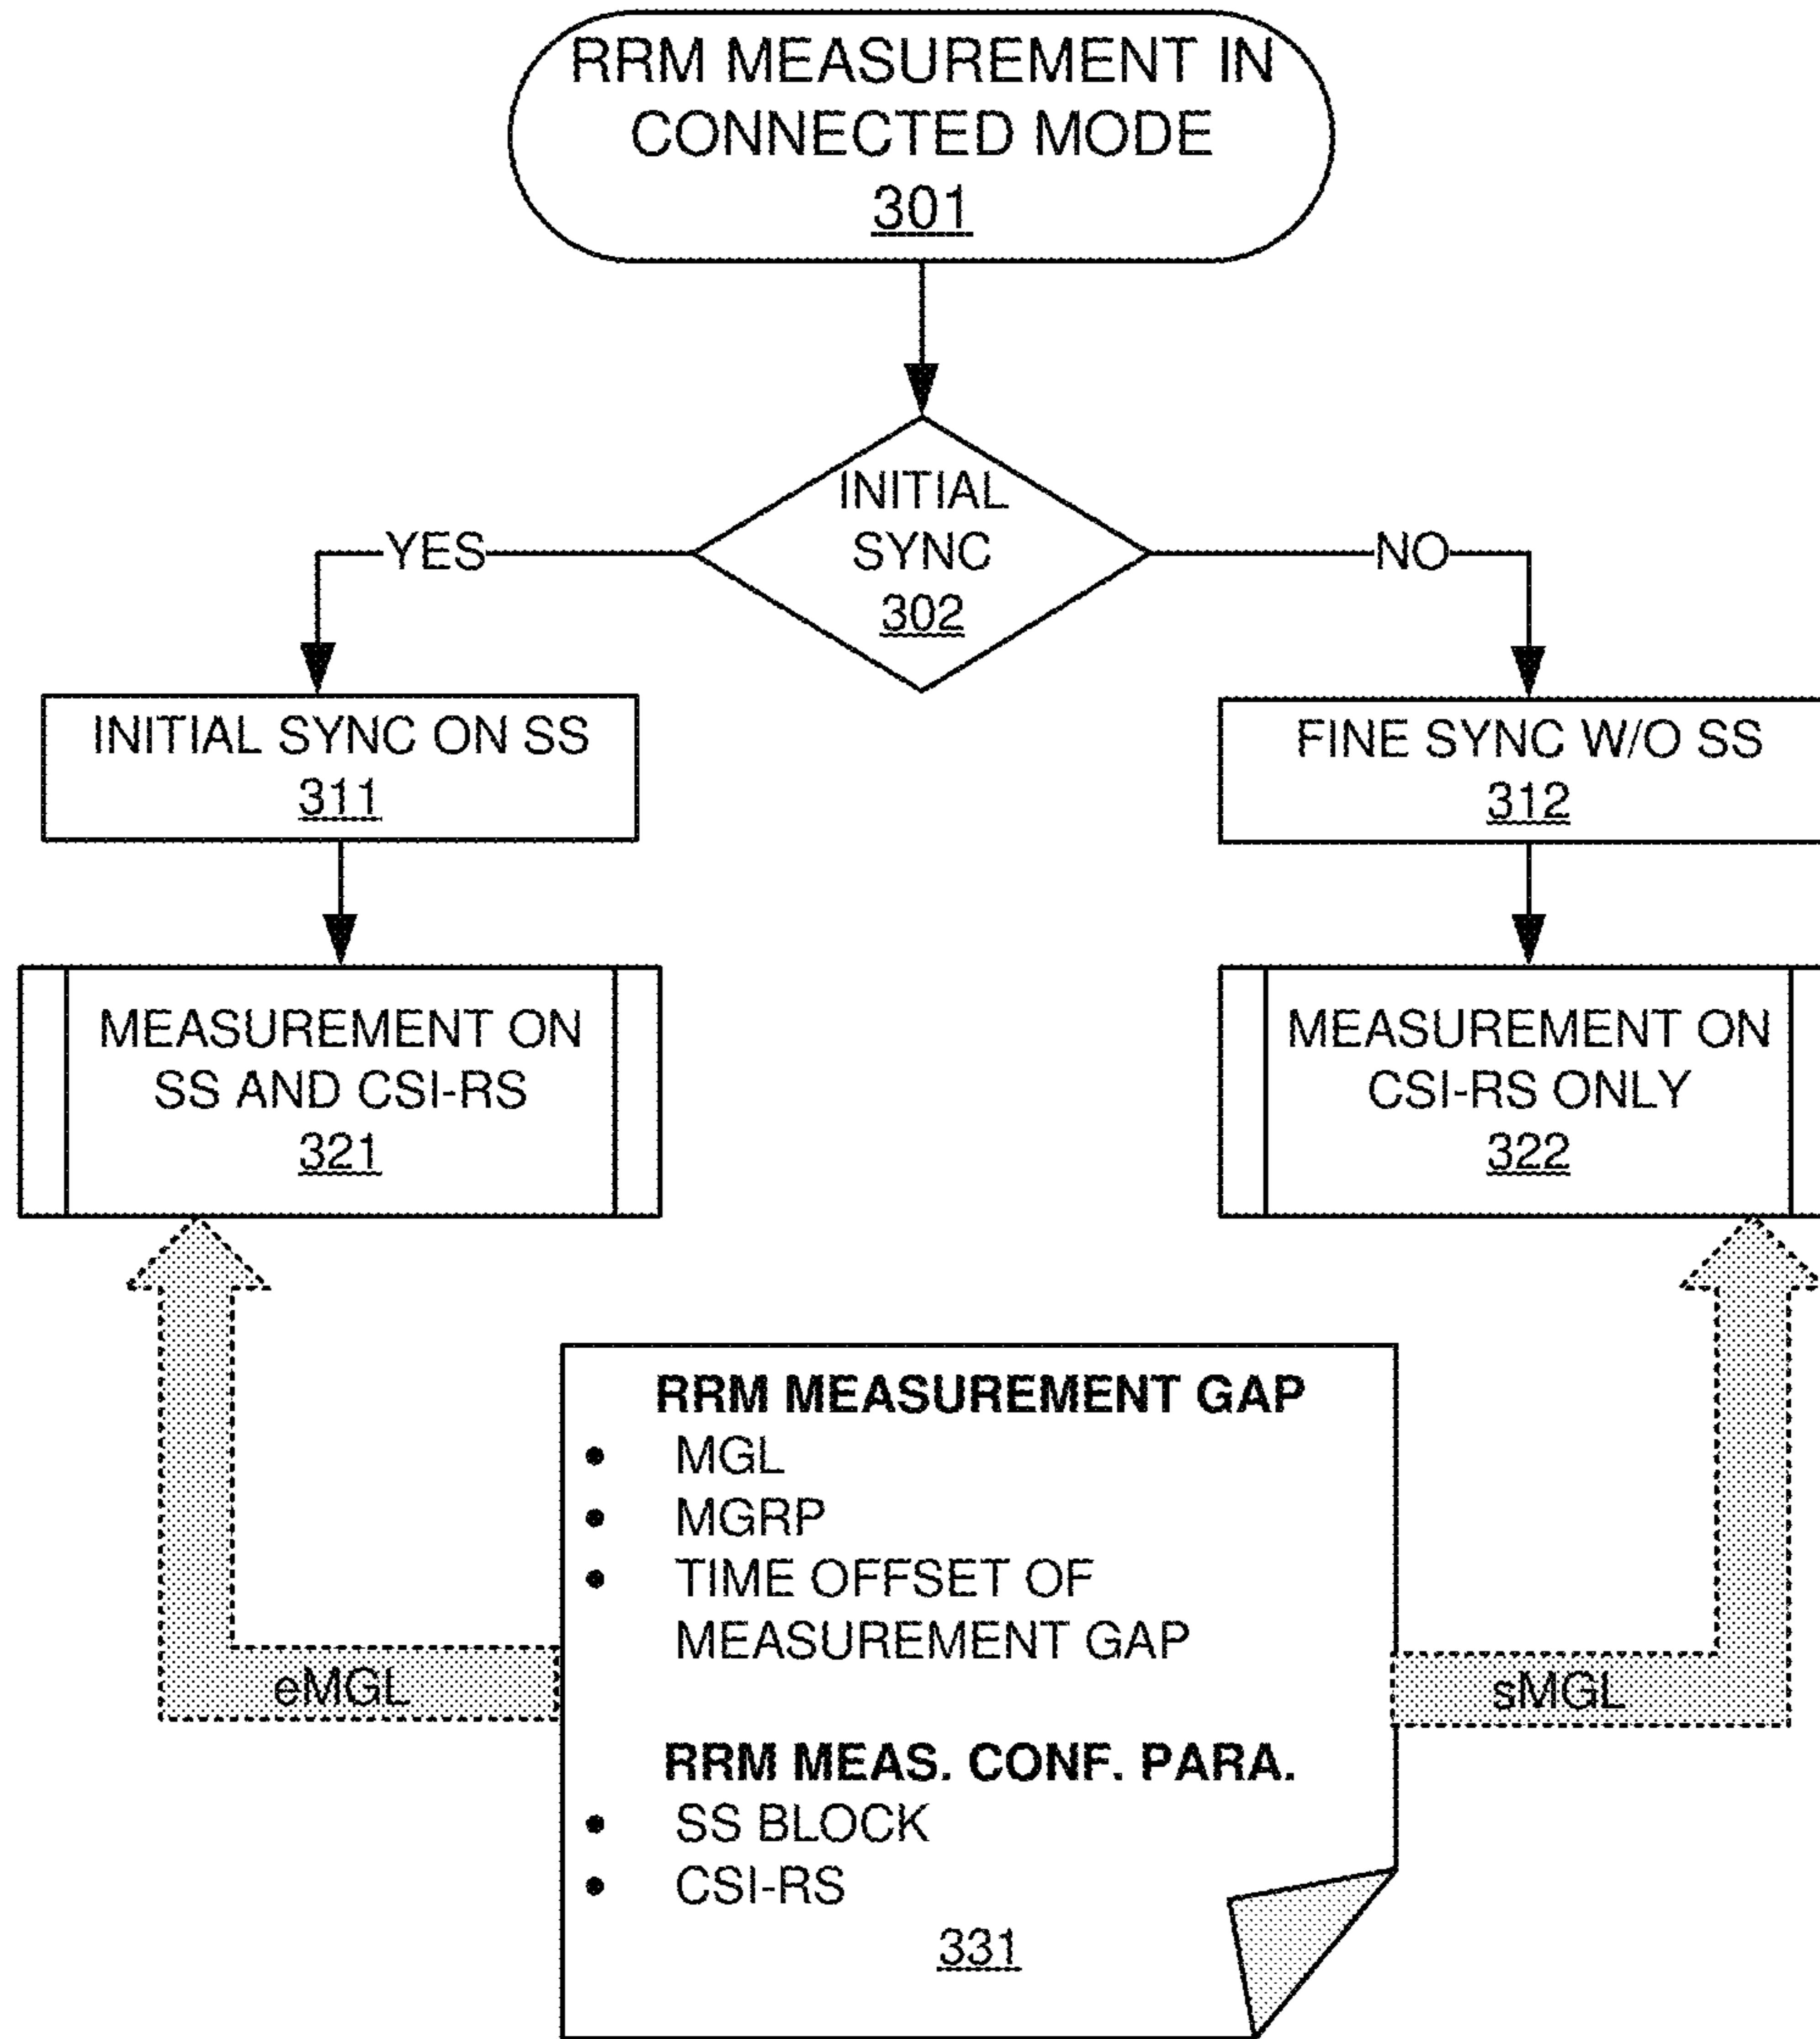 RRM MEASUREMENT IN
CONNECTED MODE
301
INITIAL
SYNC
302
YES
NO
INITIAL SYNC ON SS
311
FINE SYNC W/O SS
312
MEASUREMENT ON
SS AND CSI-RS
321
MEASUREMENT ON
CSI-RS ONLY
322
RRM MEASUREMENT GAP
• MGL
• MGRP
• TIME OFFSET OF
MEASUREMENT GAP
eMGL
sMGL
RRM MEAS. CONF. PARA.
• SS BLOCK
• CSI-RS
331